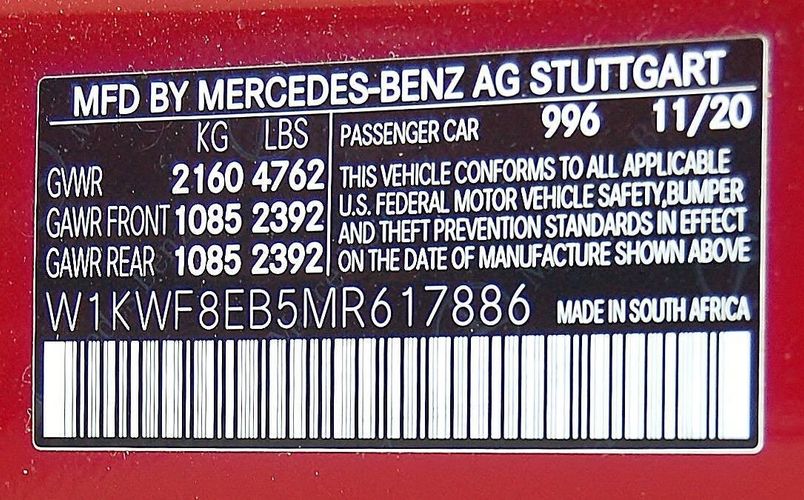 MFD BY MERCEDES-BENZ AG STUTTGART
KG LBS
GVWR 2160 4762
GAWR FRONT 1085 2392
GAWR REAR 1085 2392
PASSENGER CAR 996 11/20
THIS VEHICLE CONFORMS TO ALL APPLICABLE
U.S. FEDERAL MOTOR VEHICLE SAFETY,BUMPER
AND THEFT PREVENTION STANDARDS IN EFFECT
ON THE DATE OF MANUFACTURE SHOWN ABOVE
W1KWF8EB5MR617886 MADE IN SOUTH AFRICA